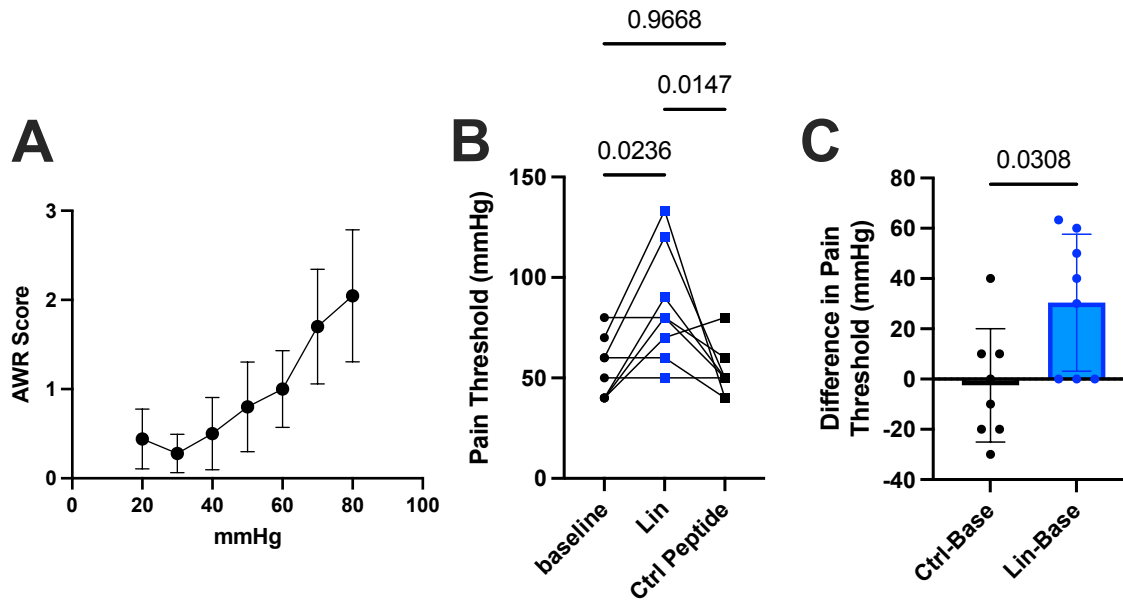 A
AWR Score
3
2
1
0
0
20
40
60
80
100
mmHg
B
0.9668
0.0147
0.0236
Pain Threshold (mmHg)
150
100
50
0
baseline
Lin
Ctrl Peptide
C
0.0308
Difference in Pain
Threshold (mmHg)
80
60
40
20
0
-20
-40
Ctrl-Base
Lin-Base